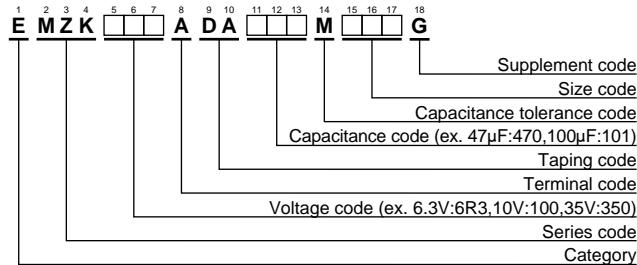 1 2 3 4 5 6 7 8 9 10 11 12 13 14 15 16 17 18
E M Z K A D A M G
Supplement code
Size code
Capacitance tolerance code
Capacitance code (ex. 47µF:470,100µF:101)
Taping code
Terminal code
Voltage code (ex. 6.3V:6R3,10V:100,35V:350)
Series code
Category